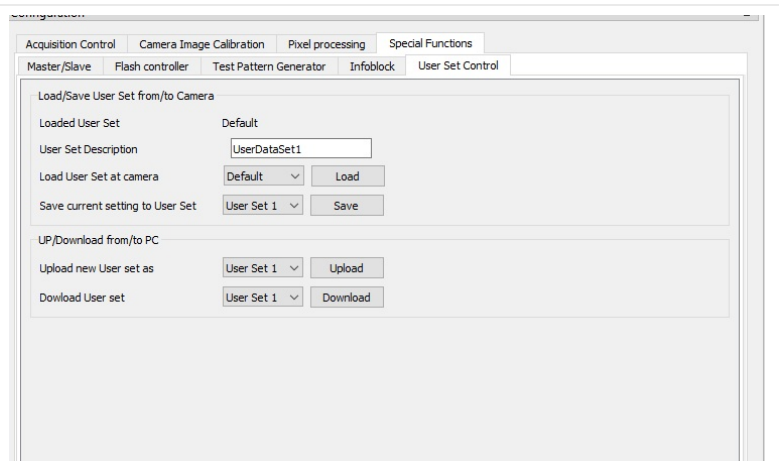 Configuration
Acquisition Control Camera Image Calibration Pixel processing Special Functions
Master/Slave Flash controller Test Pattern Generator Infoblock User Set Control
Load/Save User Set from/to Camera
Loaded User Set Default
User Set Description UserDataSet1
Load User Set at camera Default Load
Save current setting to User Set User Set 1 Save
UP/Download from/to PC
Upload new User set as User Set 1 Upload
Dowload User set User Set 1 Download